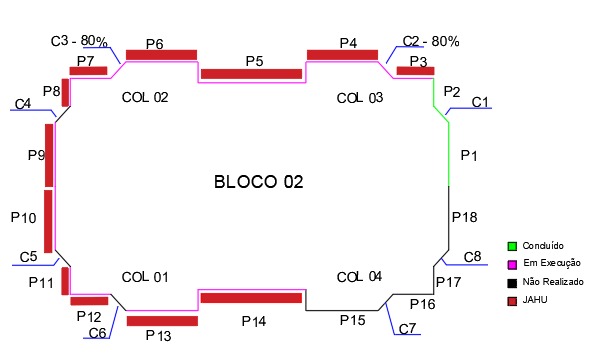 C3 - 80%
P6
P4
C2 - 80%
P7
P5
P3
P8
P2
COL 02
COL 03
C4
C1
P9
P1
BLOCO 02
P10
P18
C5
C8
Concluído
Em Execução
Não Realizado
JAHU
P11
COL 01
COL 04
P17
P12
P16
C6
P13
P14
P15
C7